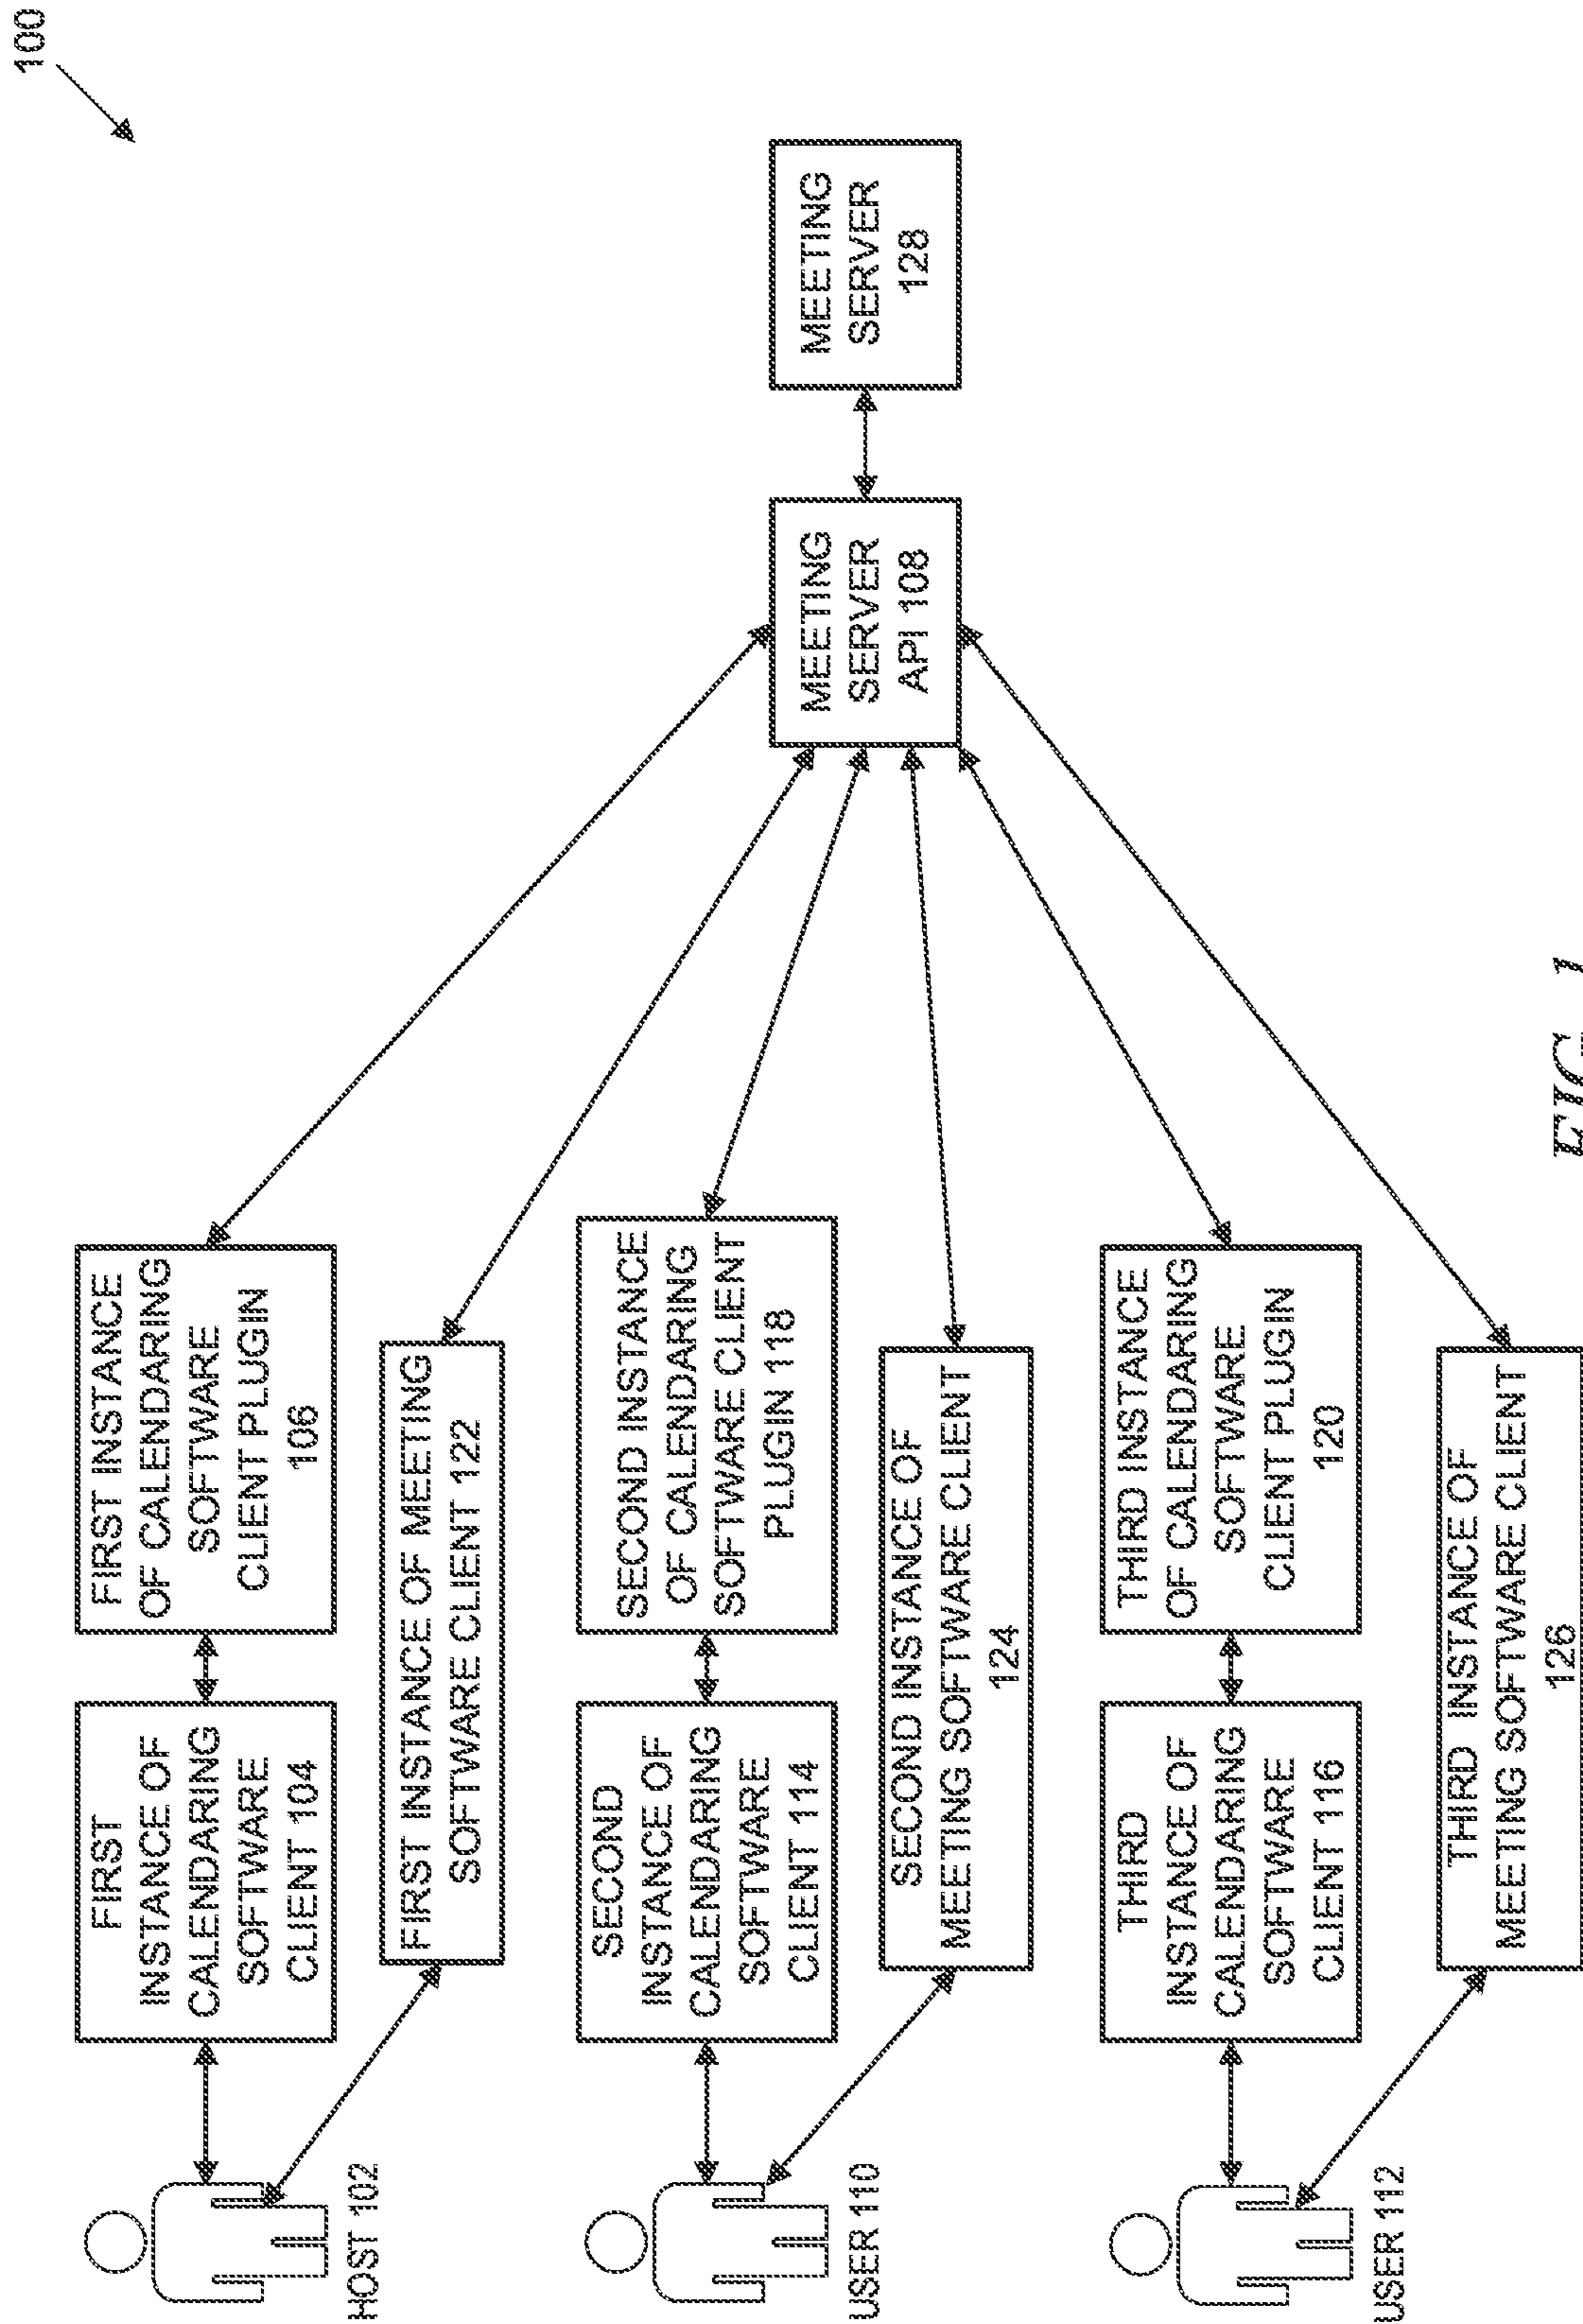 100
HOST 102
FIRST
INSTANCE OF
CALENDARING
SOFTWARE
CLIENT 104
FIRST INSTANCE
OF CALENDARING
SOFTWARE
CLIENT PLUGIN
106
FIRST INSTANCE OF MEETING
SOFTWARE CLIENT 122
USER 110
SECOND
INSTANCE OF
CALENDARING
SOFTWARE
CLIENT 114
SECOND INSTANCE
OF CALENDARING
SOFTWARE CLIENT
PLUGIN 118
SECOND INSTANCE OF
MEETING SOFTWARE CLIENT
124
USER 112
THIRD
INSTANCE OF
CALENDARING
SOFTWARE
CLIENT 116
THIRD INSTANCE
OF CALENDARING
SOFTWARE
CLIENT PLUGIN
120
THIRD INSTANCE OF
MEETING SOFTWARE CLIENT
126
MEETING
SERVER
API 108
MEETING
SERVER
128
FIG. 1